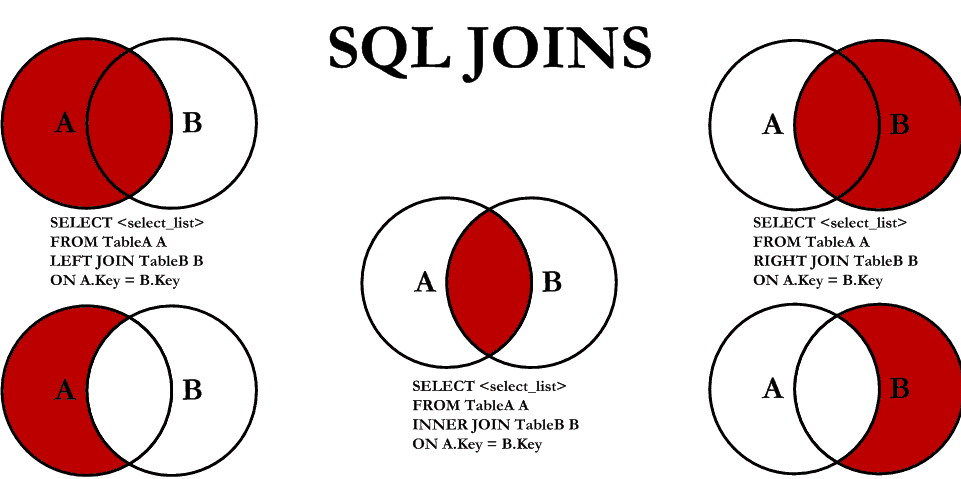 SQL JOINS
A B
SELECT <select_list>
FROM TableA A
LEFT JOIN TableB B
ON A.Key = B.Key
A B
SELECT <select_list>
FROM TableA A
RIGHT JOIN TableB B
ON A.Key = B.Key
A B
SELECT <select_list>
FROM TableA A
INNER JOIN TableB B
ON A.Key = B.Key
A B
A B